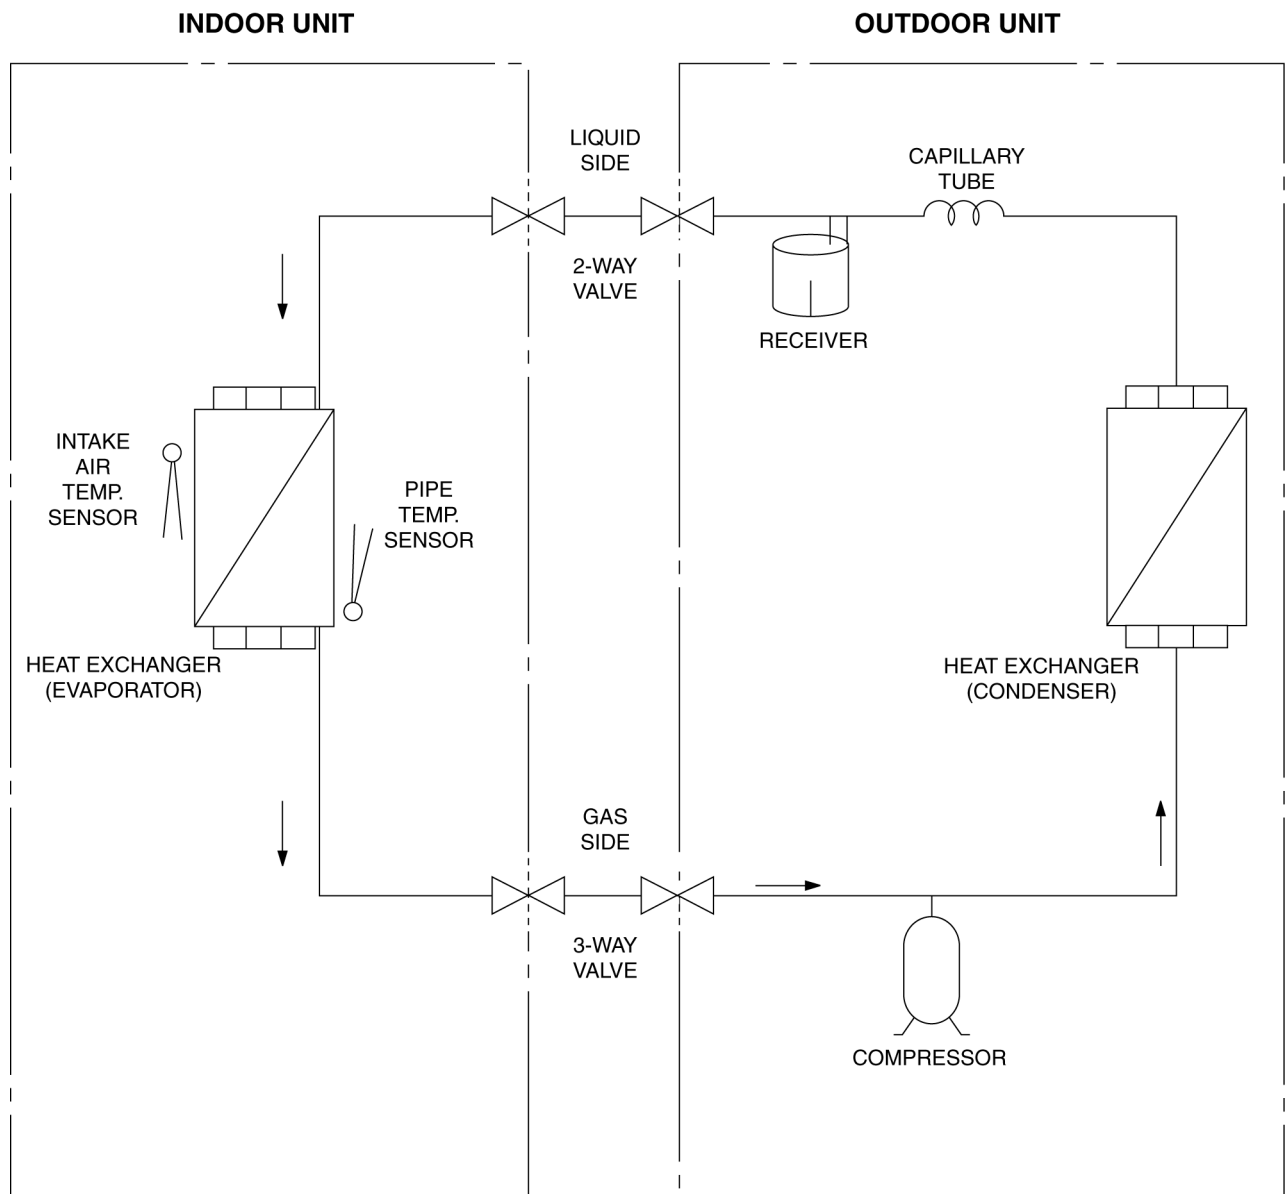 INDOOR UNIT
OUTDOOR UNIT
LIQUID
SIDE
CAPILLARY
TUBE
2-WAY
VALVE
RECEIVER
INTAKE
AIR
TEMP.
SENSOR
PIPE
TEMP.
SENSOR
HEAT EXCHANGER
(EVAPORATOR)
HEAT EXCHANGER
(CONDENSER)
GAS
SIDE
3-WAY
VALVE
COMPRESSOR